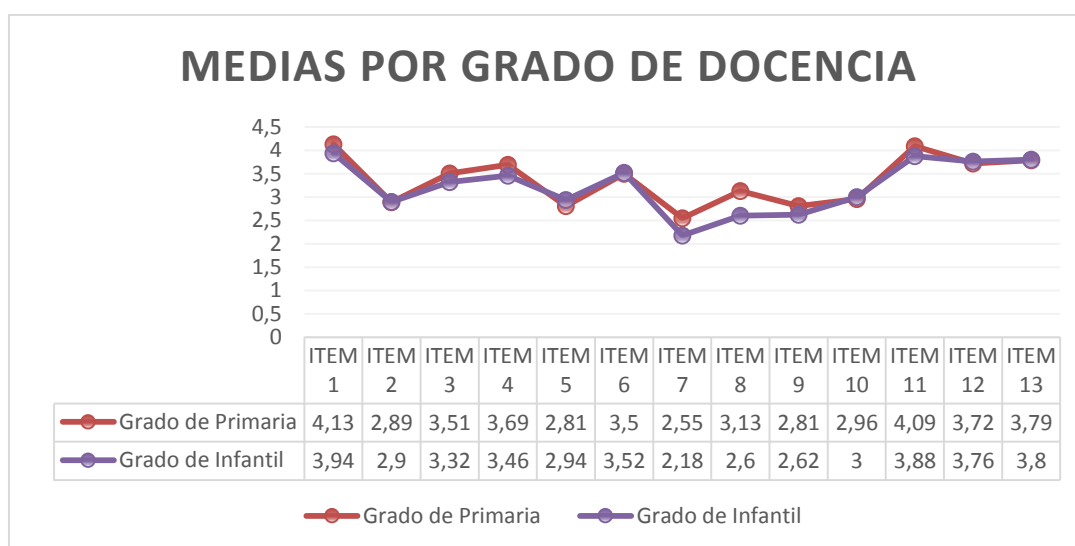 MEDIAS POR GRADO DE DOCENCIA
4,5
4
3,5
3
2,5
2
1,5
1
0,5
0
ITEM 1 ITEM 2 ITEM 3 ITEM 4 ITEM 5 ITEM 6 ITEM 7 ITEM 8 ITEM 9 ITEM 10 ITEM 11 ITEM 12 ITEM 13
Grado de Primaria 4,13 2,89 3,51 3,69 2,81 3,5 2,55 3,13 2,81 2,96 4,09 3,72 3,79
Grado de Infantil 3,94 2,9 3,32 3,46 2,94 3,52 2,18 2,6 2,62 3 3,88 3,76 3,8
Grado de Primaria Grado de Infantil